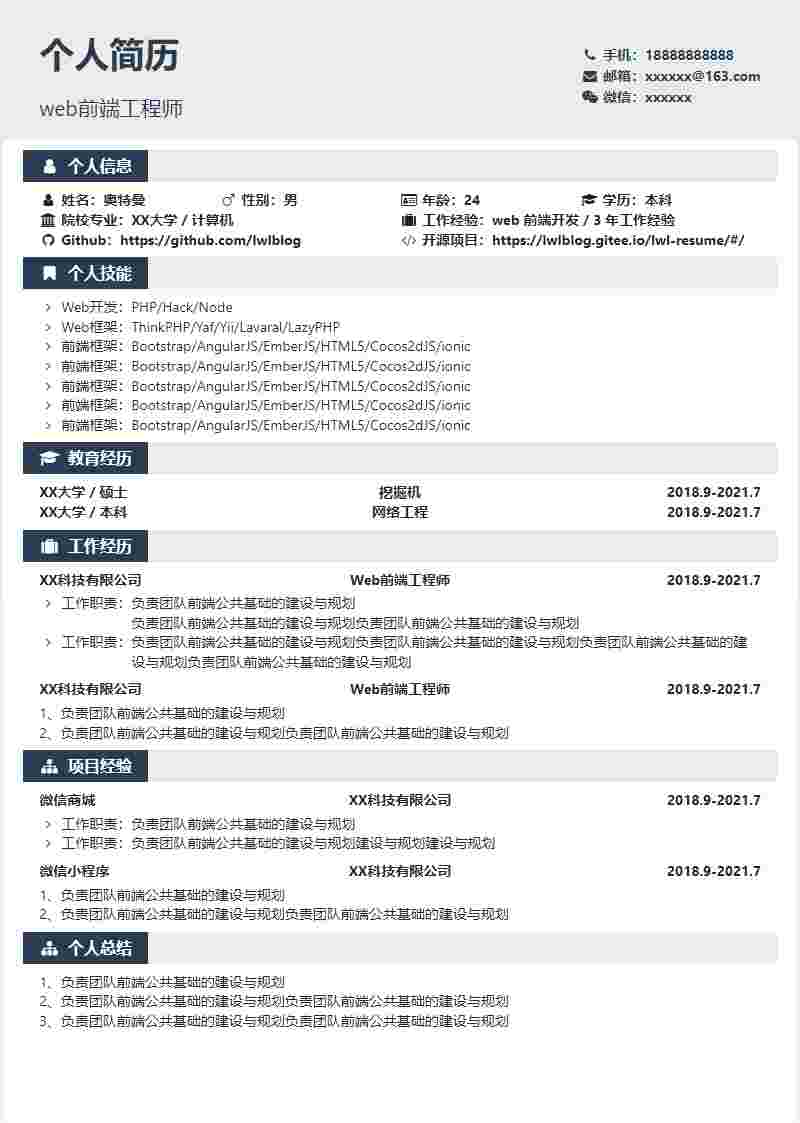 个人简历
web前端工程师
手机：18888888888
邮箱：xxxxxx@163.com
微信：xxxxxx
个人信息
姓名：奥特曼 性别：男 年龄：24 学历：本科
院校专业：XX大学 / 计算机 工作经验：web 前端开发 / 3 年工作经验
Github：https://github.com/lwlblog 开源项目：https://lwlblog.gitee.io/lwl-resume/#/
个人技能
Web开发：PHP/Hack/Node
Web框架：ThinkPHP/Yaf/Yii/Lavaral/LazyPHP
前端框架：Bootstrap/AngularJS/EmberJS/HTML5/Cocos2dJS/ionic
前端框架：Bootstrap/AngularJS/EmberJS/HTML5/Cocos2dJS/ionic
前端框架：Bootstrap/AngularJS/EmberJS/HTML5/Cocos2dJS/ionic
前端框架：Bootstrap/AngularJS/EmberJS/HTML5/Cocos2dJS/ionic
前端框架：Bootstrap/AngularJS/EmberJS/HTML5/Cocos2dJS/ionic
教育经历
XX大学 / 硕士 挖掘机 2018.9-2021.7
XX大学 / 本科 网络工程 2018.9-2021.7
工作经历
XX科技有限公司 Web前端工程师 2018.9-2021.7
工作职责：负责团队前端公共基础的建设与规划
负责团队前端公共基础的建设与规划负责团队前端公共基础的建设与规划
工作职责：负责团队前端公共基础的建设与规划负责团队前端公共基础的建设与规划负责团队前端公共基础的建
设与规划负责团队前端公共基础的建设与规划
XX科技有限公司 Web前端工程师 2018.9-2021.7
1、负责团队前端公共基础的建设与规划
2、负责团队前端公共基础的建设与规划负责团队前端公共基础的建设与规划
项目经验
微信商城 XX科技有限公司 2018.9-2021.7
工作职责：负责团队前端公共基础的建设与规划
工作职责：负责团队前端公共基础的建设与规划建设与规划建设与规划
微信小程序 XX科技有限公司 2018.9-2021.7
1、负责团队前端公共基础的建设与规划
2、负责团队前端公共基础的建设与规划负责团队前端公共基础的建设与规划
个人总结
1、负责团队前端公共基础的建设与规划
2、负责团队前端公共基础的建设与规划负责团队前端公共基础的建设与规划
3、负责团队前端公共基础的建设与规划负责团队前端公共基础的建设与规划